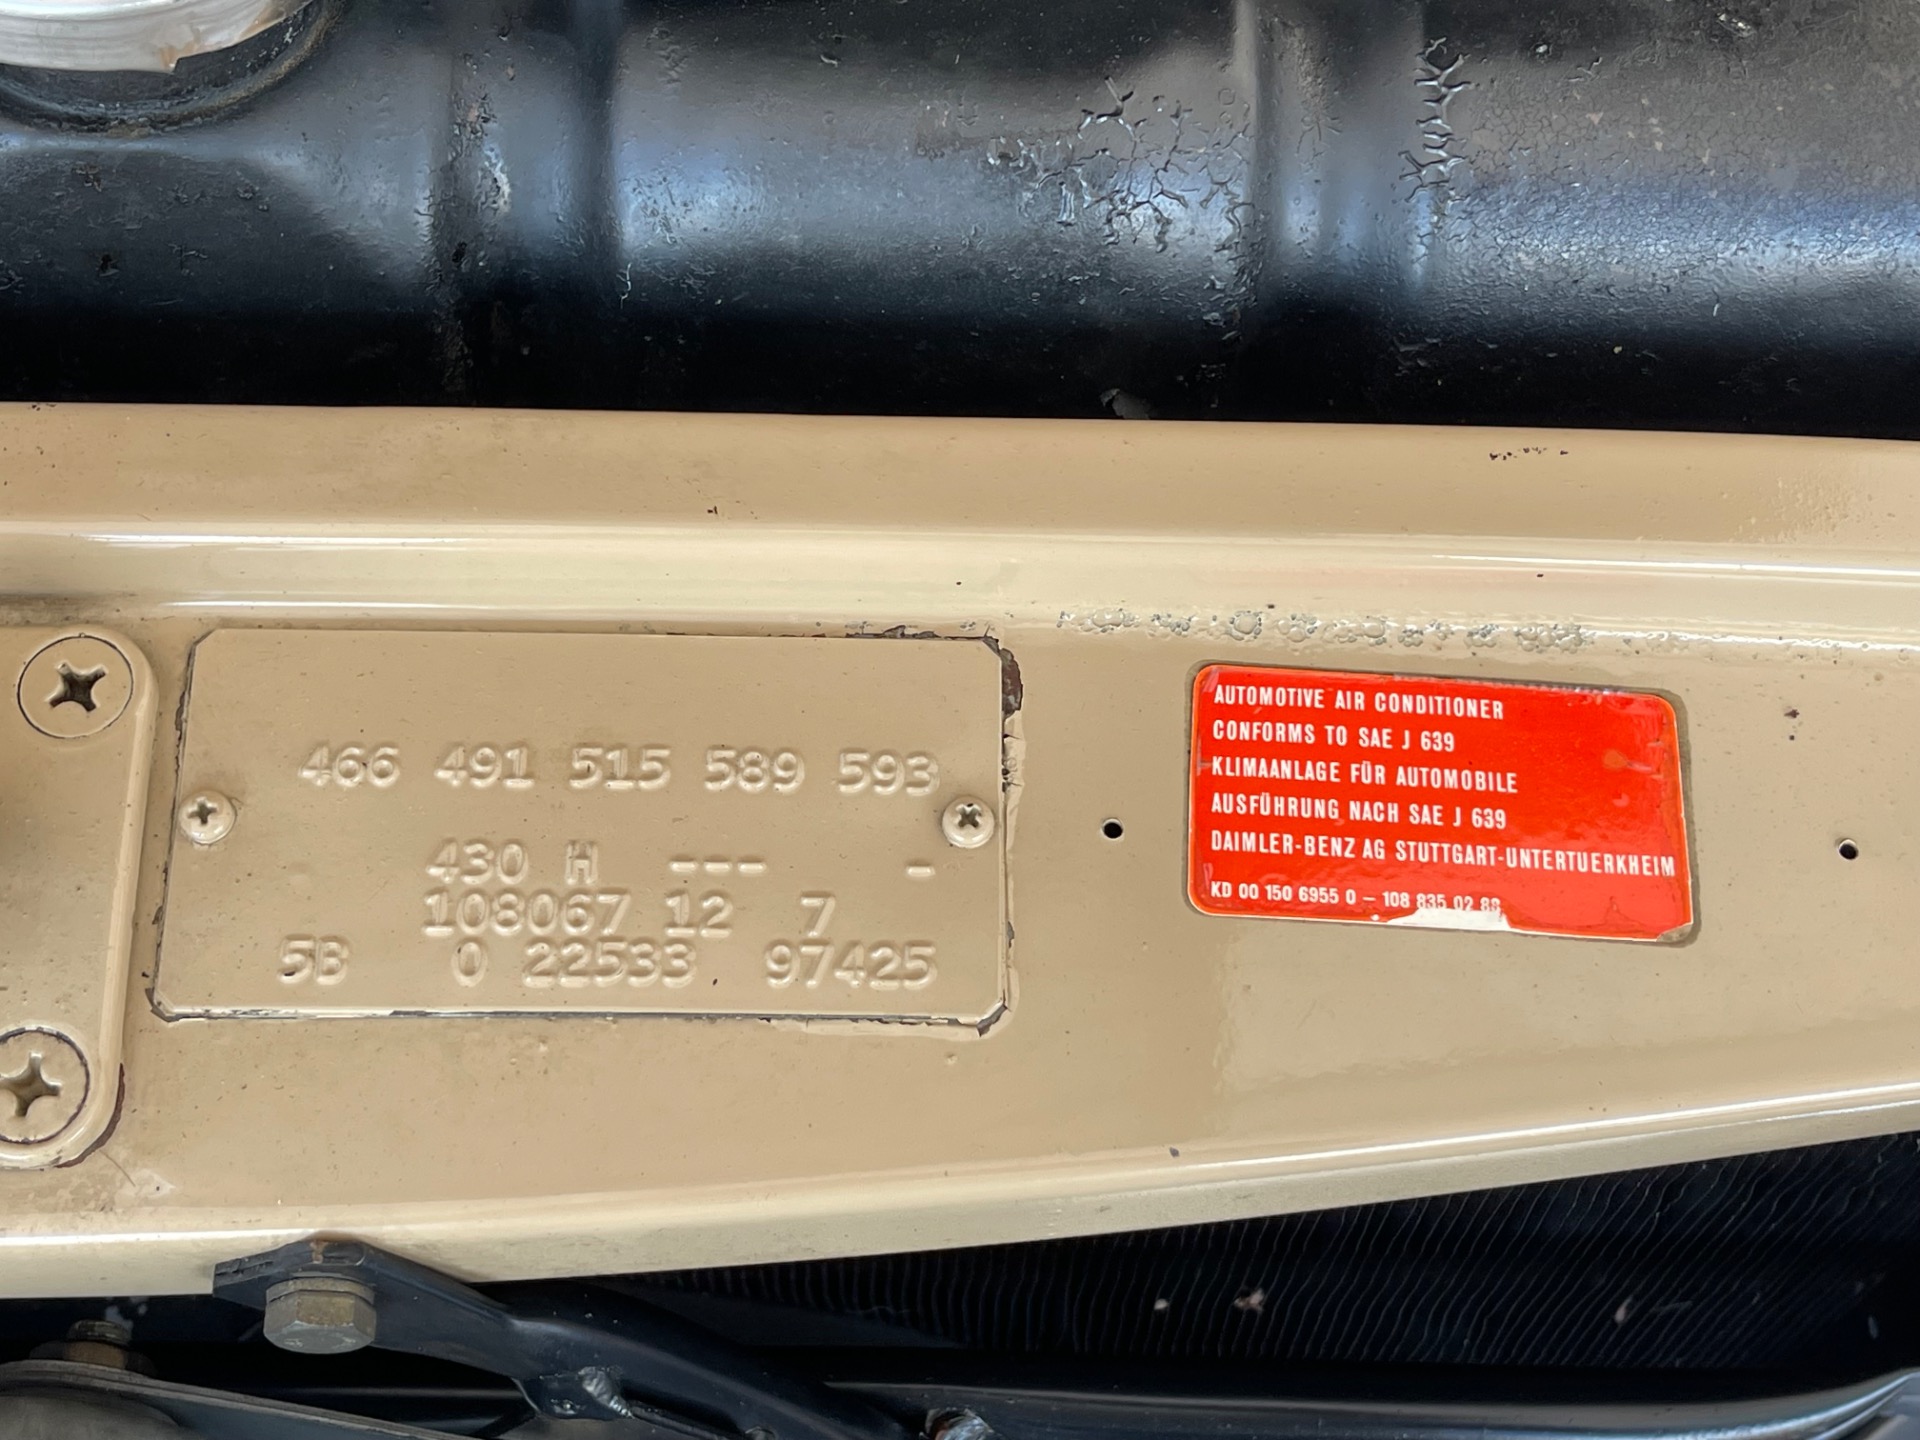 466 491 515 589 593
430 H --- -
108067 12 7
5B 0 22533 97425
AUTOMOTIVE AIR CONDITIONER
CONFORMS TO SAE J 639
KLIMAANLAGE FÜR AUTOMOBILE
AUSFÜHRUNG NACH SAE J 639
DAIMLER-BENZ AG STUTTGART-UNTERTUERKHEIM
KD 00 150 6955 0 – 108 835 02 88